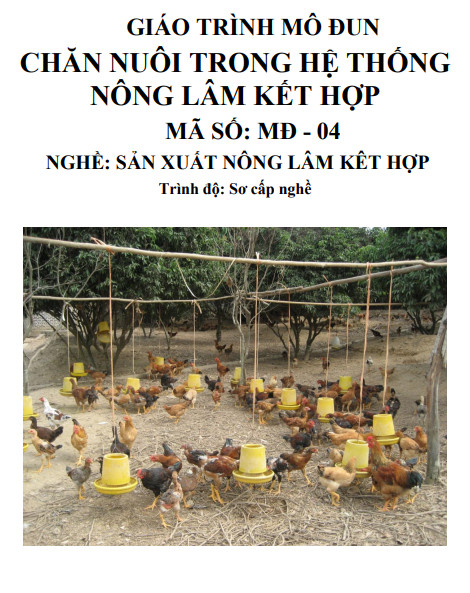 GIÁO TRÌNH MÔ ĐUN
CHĂN NUÔI TRONG HỆ THỐNG
NÔNG LÂM KẾT HỢP
MÃ SỐ: MĐ - 04
NGHỀ: SẢN XUẤT NÔNG LÂM KÊT HỢP
Trình độ: Sơ cấp nghề